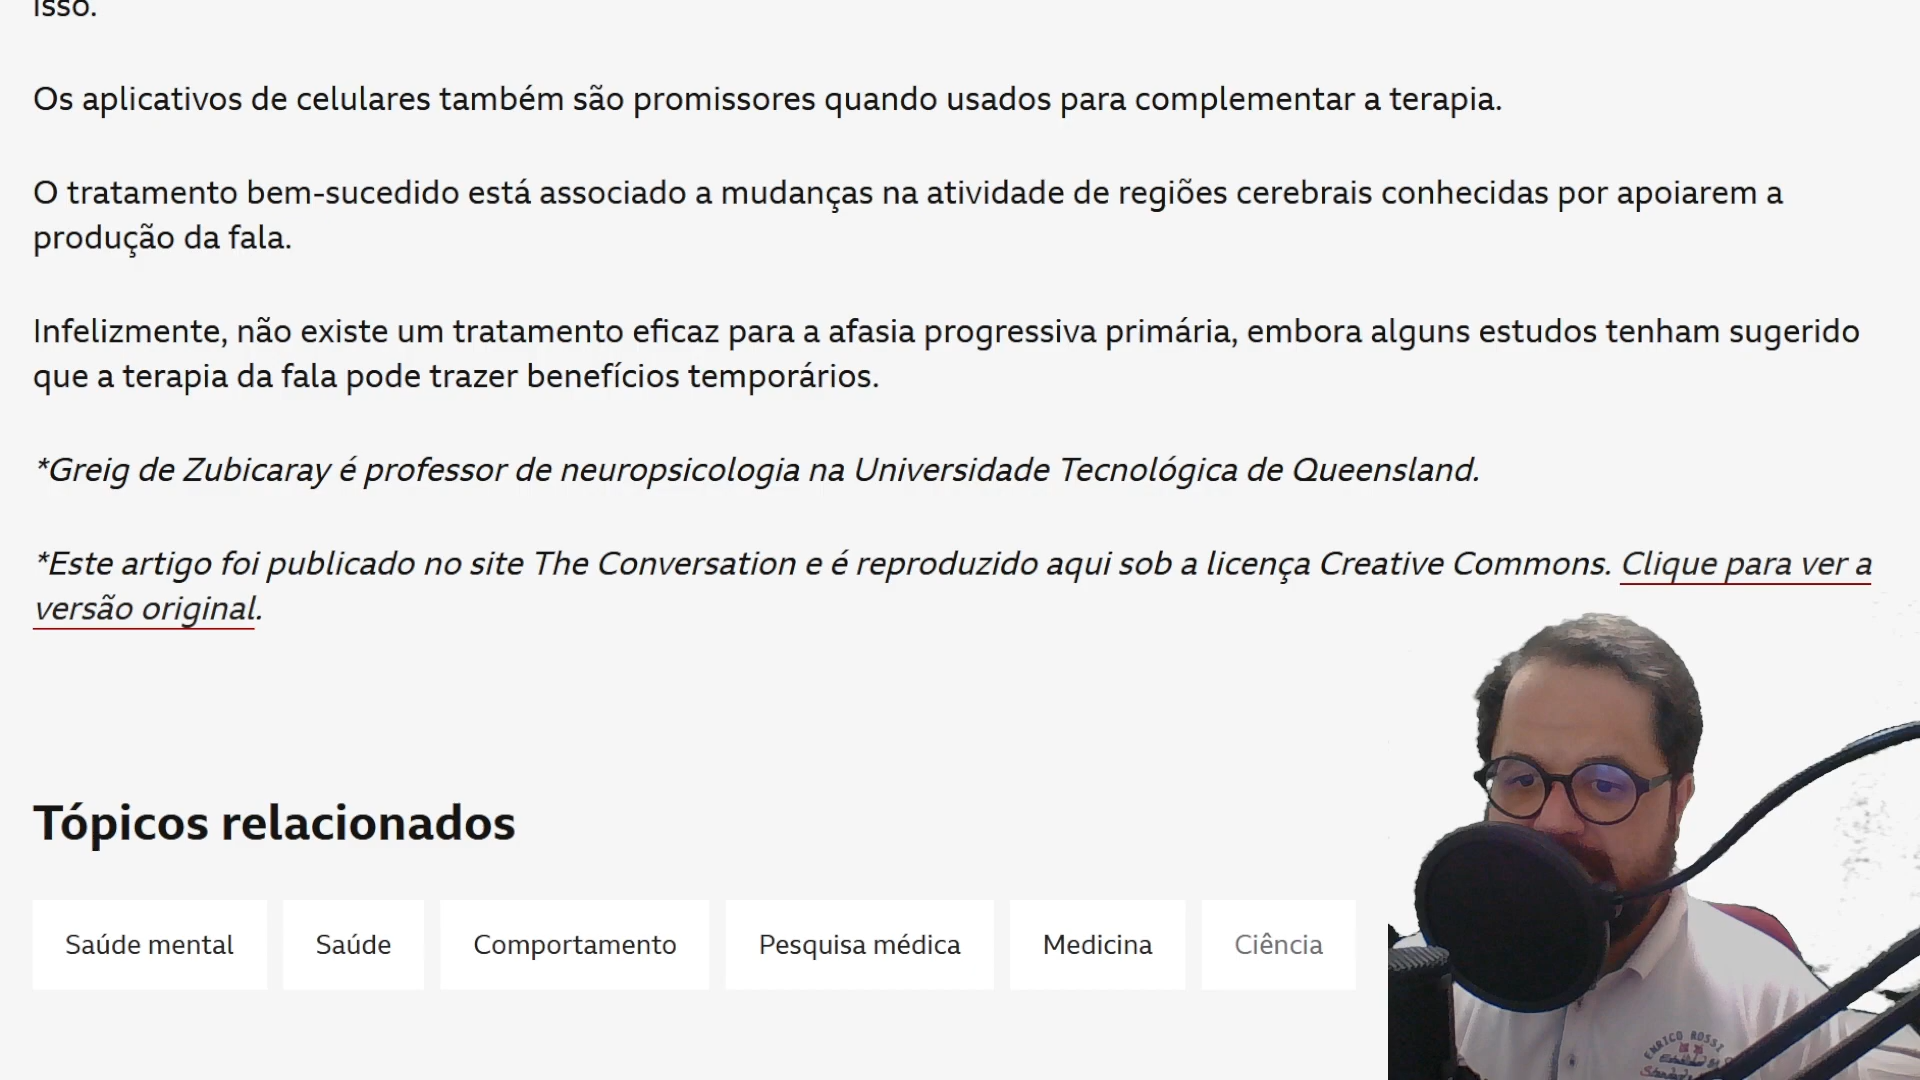 isso.
Os aplicativos de celulares também são promissores quando usados para complementar a terapia.
O tratamento bem-sucedido está associado a mudanças na atividade de regiões cerebrais conhecidas por apoiarem a
produção da fala.
Infelizmente, não existe um tratamento eficaz para a afasia progressiva primária, embora alguns estudos tenham sugerido
que a terapia da fala pode trazer benefícios temporários.
*Greig de Zubicaray é professor de neuropsicologia na Universidade Tecnológica de Queensland.
*Este artigo foi publicado no site The Conversation e é reproduzido aqui sob a licença Creative Commons. Clique para ver a
versão original.
Tópicos relacionados
Saúde mental
Saúde
Comportamento
Pesquisa médica
Medicina
Ciência
ENRICO ROSSI